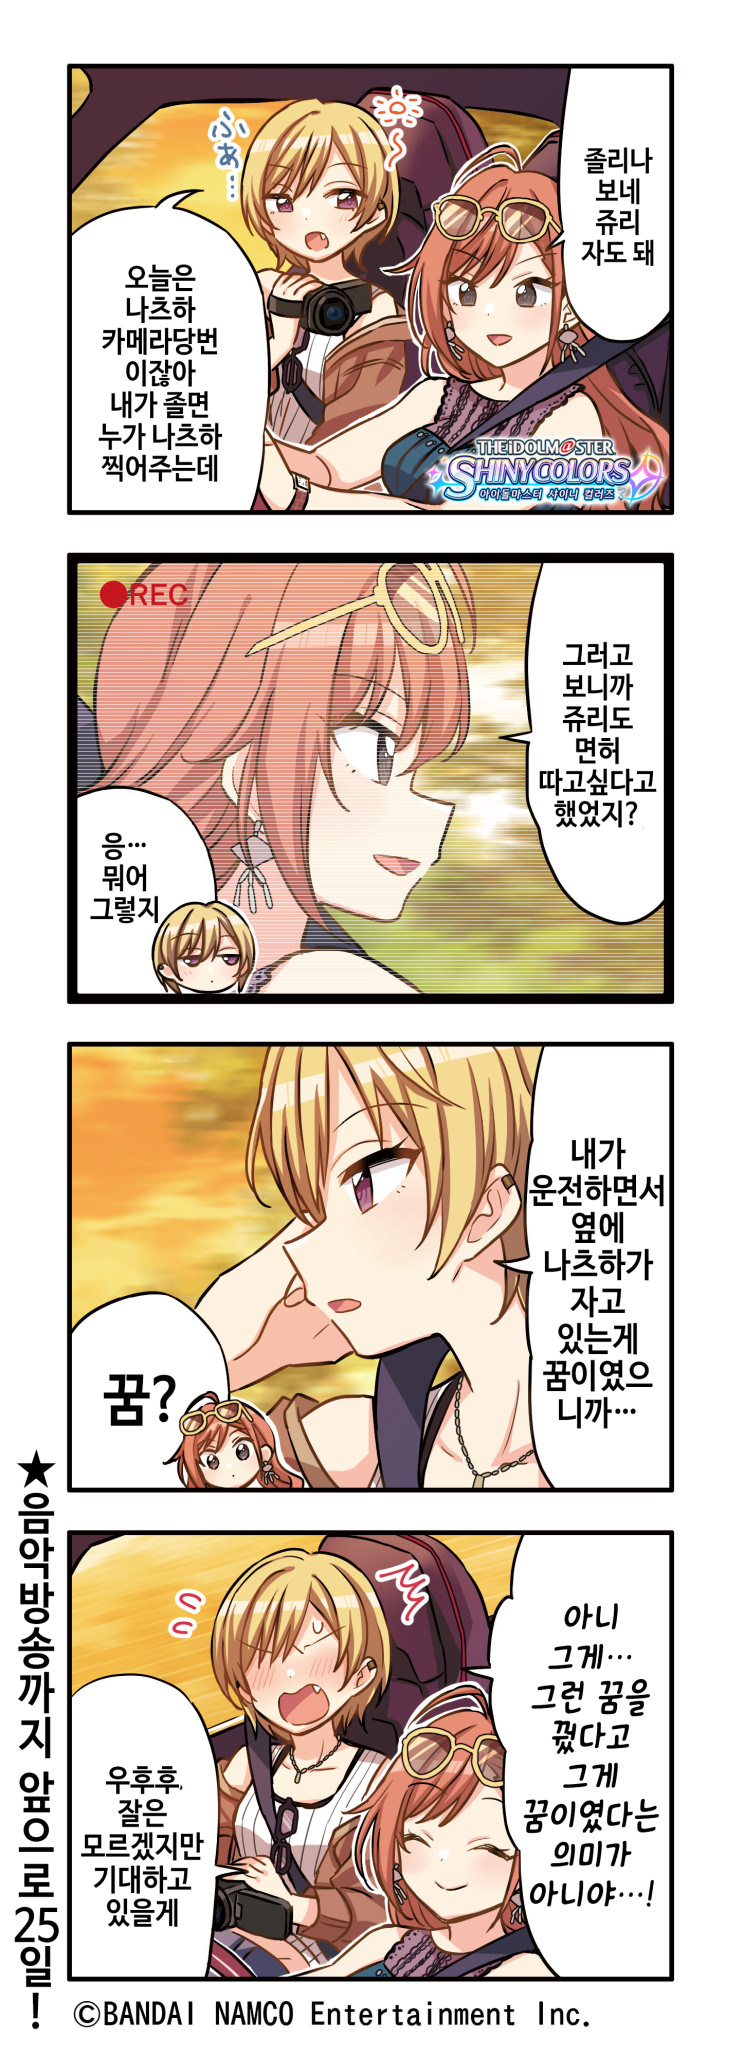 졸리나
보네
쥬리
자도 돼
ふぁ…
오늘은
나츠하
카메라당번
이잖아
내가 졸면
누가 나츠하
찍어주는데
THE iDOLM@STER
SHINYCOLORS
아이돌마스터 샤이니 컬러즈
●REC
그러고
보니까
쥬리도
면허
따고싶다고
했었지?
응…
뭐어
그렇지
내가
운전하면서
옆에
나츠하가
자고
있는게
꿈이였으
니까…
꿈?
아니
그게…
그런 꿈을
꿨다고
그게
꿈이였다는
의미가
아니야…!
우후후,
잘은
모르겠지만
기대하고
있을게
★음악방송까지 앞으로 25일!
©BANDAI NAMCO Entertainment Inc.